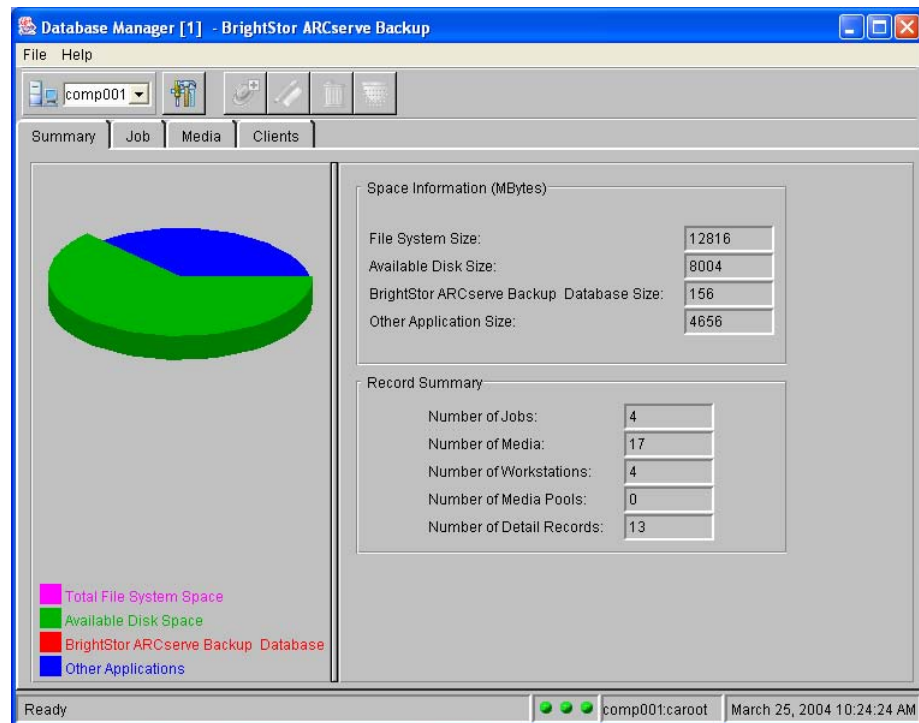 Database Manager [1] - BrightStor ARCserve Backup
File Help
comp001
Summary Job Media Clients
Space Information (MBytes)
File System Size: 12816
Available Disk Size: 8004
BrightStor ARCserve Backup Database Size: 156
Other Application Size: 4656
Record Summary
Number of Jobs: 4
Number of Media: 17
Number of Workstations: 4
Number of Media Pools: 0
Number of Detail Records: 13
Total File System Space
Available Disk Space
BrightStor ARCserve Backup Database
Other Applications
Ready comp001:caroot March 25, 2004 10:24:24 AM